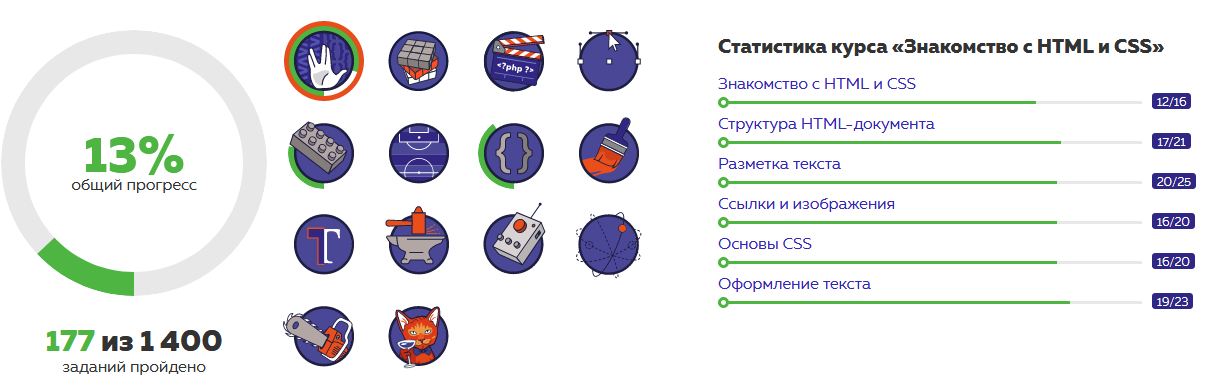 13%
общий прогресс
177 из 1 400
заданий пройдено
<?php ?>
{ }
T
Статистика курса «Знакомство с HTML и CSS»
Знакомство с HTML и CSS
12/16
Структура HTML-документа
17/21
Разметка текста
20/25
Ссылки и изображения
16/20
Основы CSS
16/20
Оформление текста
19/23